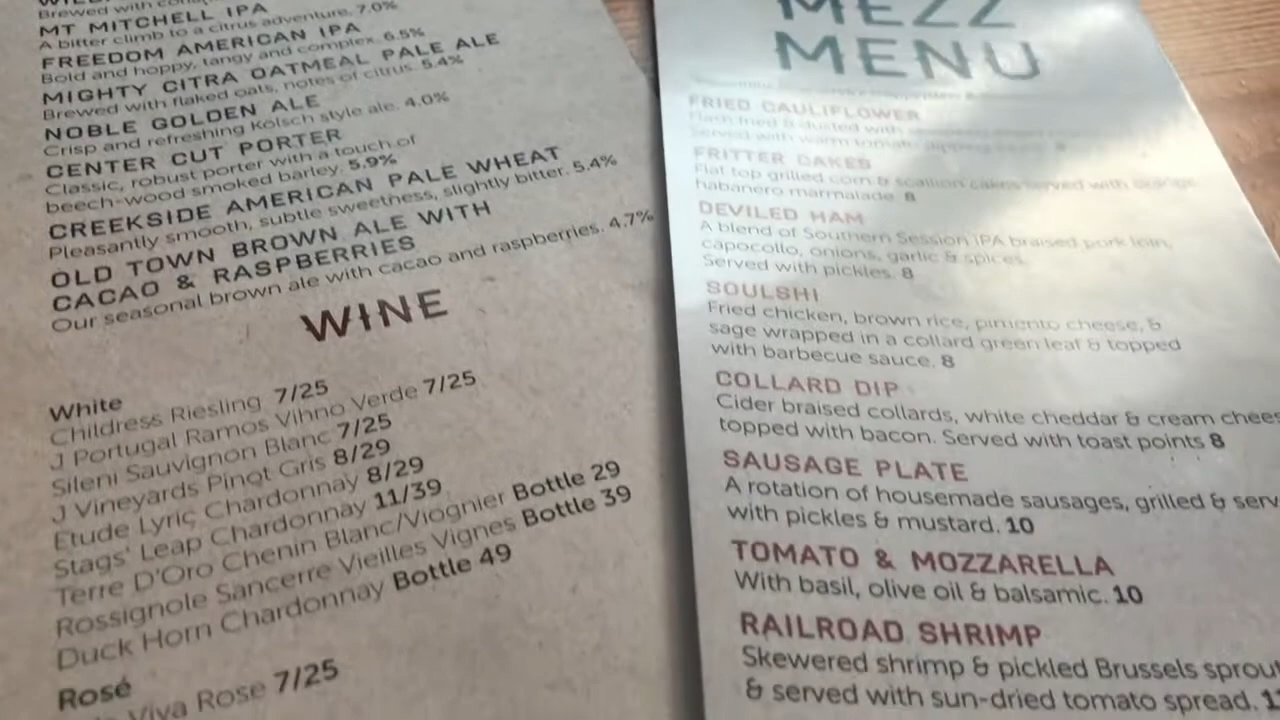 Brewed with
MT MITCHELL IPA
A bitter climb to a citrus adventure. 7.0%
FREEDOM AMERICAN IPA
Bold and hoppy, tangy and complex. 6.5%
MIGHTY CITRA OATMEAL PALE ALE
Brewed with flaked oats, notes of citrus. 5.4%
NOBLE GOLDEN ALE
Crisp and refreshing Kolsch style ale. 4.0%
CENTER CUT PORTER
Classic, robust porter with a touch of
beech-wood smoked barley. 5.9%
CREEKSIDE AMERICAN PALE WHEAT
Pleasantly smooth, subtle sweetness, slightly bitter. 5.4%
OLD TOWN BROWN ALE WITH
CACAO & RASPBERRIES
Our seasonal brown ale with cacao and raspberries. 4.7%
WINE
White
Childress Riesling 7/25
J Portugal Ramos Vihno Verde 7/25
Sileni Sauvignon Blanc 7/25
J Vineyards Pinot Gris 8/29
Etude Lyric Chardonnay 8/29
Stags' Leap Chardonnay 11/39
Terre D'Oro Chenin Blanc/Viognier Bottle 29
Rossignole Sancerre Vieilles Vignes Bottle 39
Duck Horn Chardonnay Bottle 49
Rosé
Viva Rose 7/25
MEZZ
MENU
FRIED CAULIFLOWER
Flash fried & dusted with
Served with warm tomato dipping
FRITTER CAKES
Flat top grilled corn & scallion cakes served with orange
habanero marmalade 8
DEVILED HAM
A blend of Southern Session IPA braised pork loin,
capocollo, onions, garlic & spices.
Served with pickles. 8
SOULSHI
Fried chicken, brown rice, pimento cheese, &
sage wrapped in a collard green leaf & topped
with barbecue sauce. 8
COLLARD DIP
Cider braised collards, white cheddar & cream chees
topped with bacon. Served with toast points 8
SAUSAGE PLATE
A rotation of housemade sausages, grilled & serv
with pickles & mustard. 10
TOMATO & MOZZARELLA
With basil, olive oil & balsamic. 10
RAILROAD SHRIMP
Skewered shrimp & pickled Brussels sprout
& served with sun-dried tomato spread.